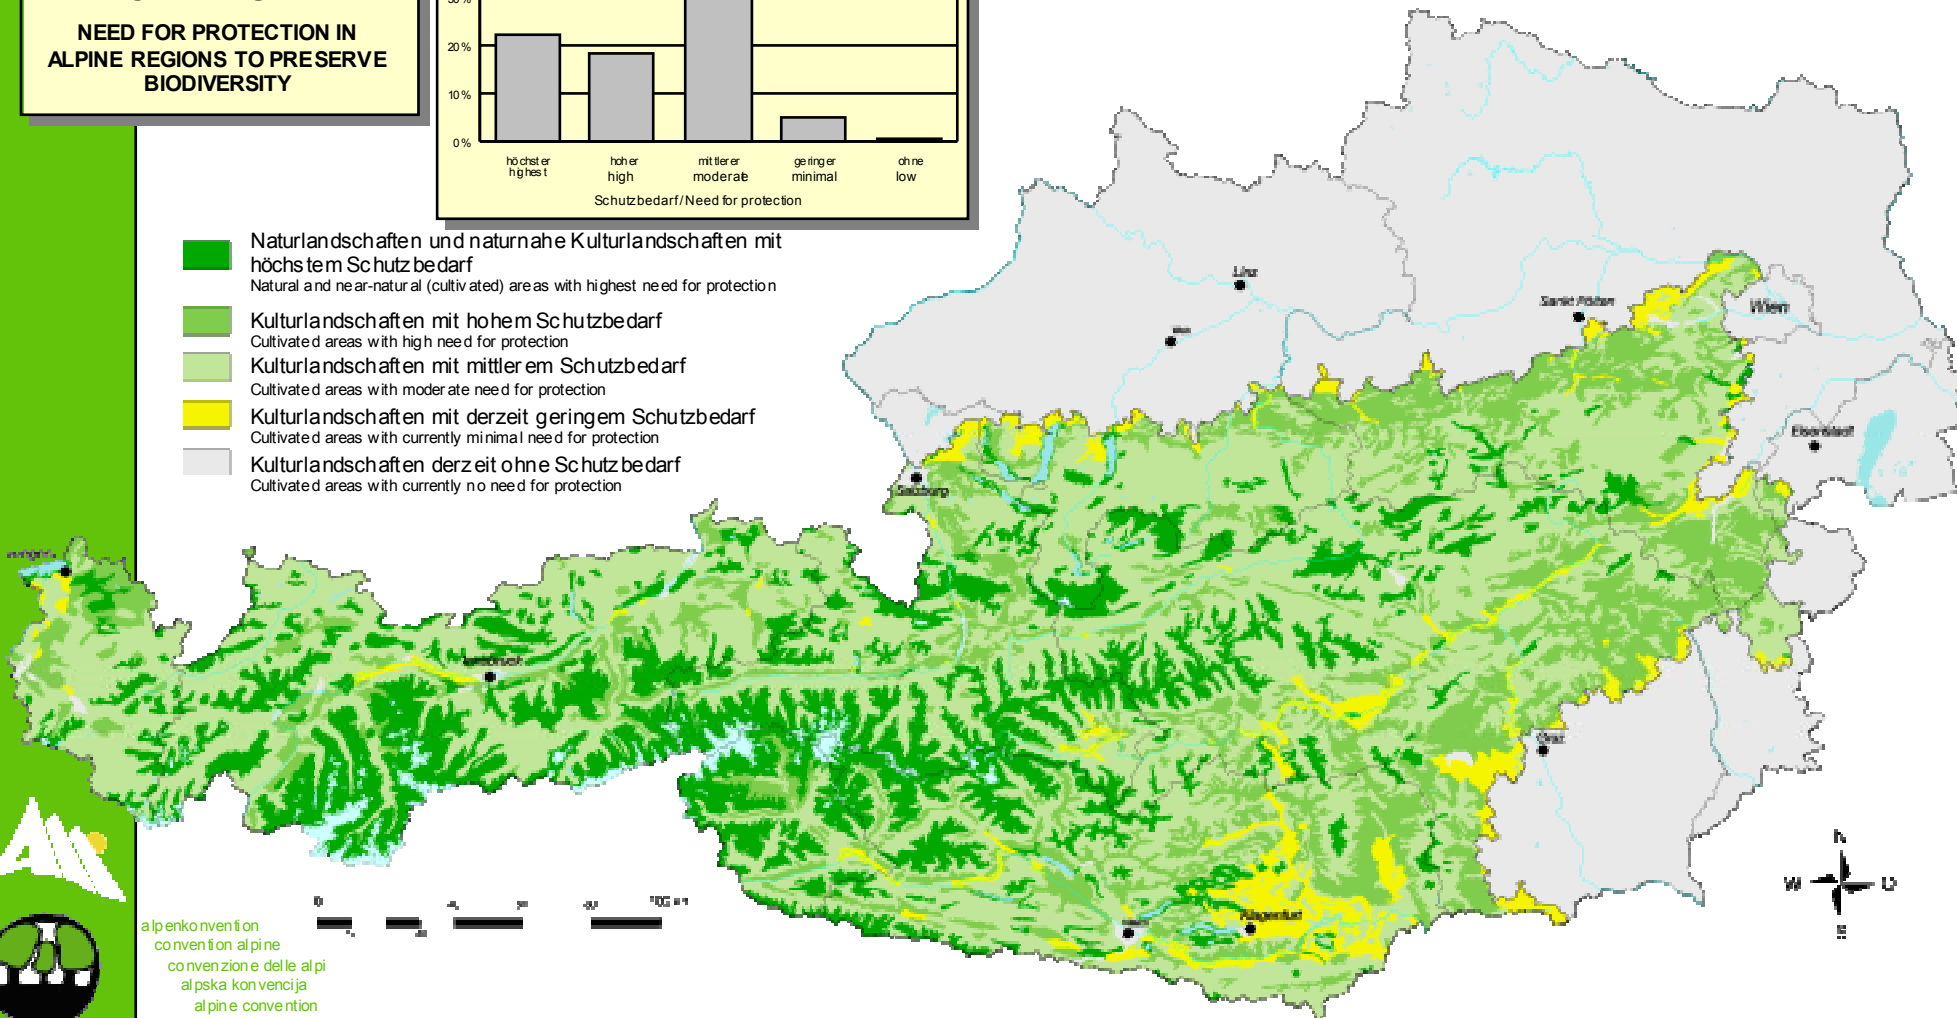 NEED FOR PROTECTION IN
ALPINE REGIONS TO PRESERVE
BIODIVERSITY
20%
10%
0%
höchster
highest
hoher
high
mittlerer
moderate
geringer
minimal
ohne
low
Schutzbedarf/Need for protection
Naturlandschaften und naturnahe Kulturlandschaften mit
höchstem Schutzbedarf
Natural and near-natural (cultivated) areas with highest need for protection
Kulturlandschaften mit hohem Schutzbedarf
Cultivated areas with high need for protection
Kulturlandschaften mit mittlerem Schutzbedarf
Cultivated areas with moderate need for protection
Kulturlandschaften mit derzeit geringem Schutzbedarf
Cultivated areas with currently minimal need for protection
Kulturlandschaften derzeit ohne Schutzbedarf
Cultivated areas with currently no need for protection
Linz
Sankt Pölten
Wien
Eisenstadt
Salzburg
Innsbruck
Graz
Klagenfurt
N
W
O
S
0
100 km
alpenkonvention
convention alpine
convenzione delle alpi
alpska konvencija
alpine convention